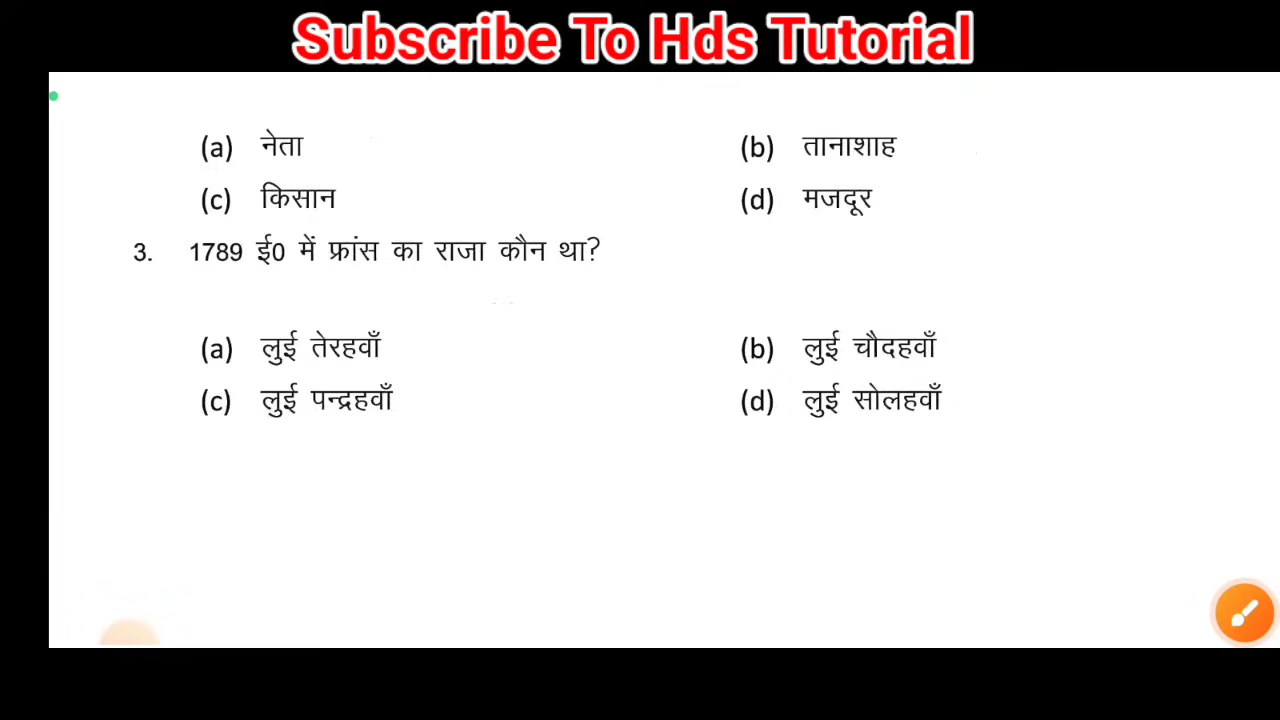 Subscribe To Hds Tutorial
(a) नेता (b) तानाशाह
(c) किसान (d) मजदूर
3. 1789 ई0 में फ्रांस का राजा कौन था?
(a) लुई तेरहवाँ (b) लुई चौदहवाँ
(c) लुई पन्द्रहवाँ (d) लुई सोलहवाँ